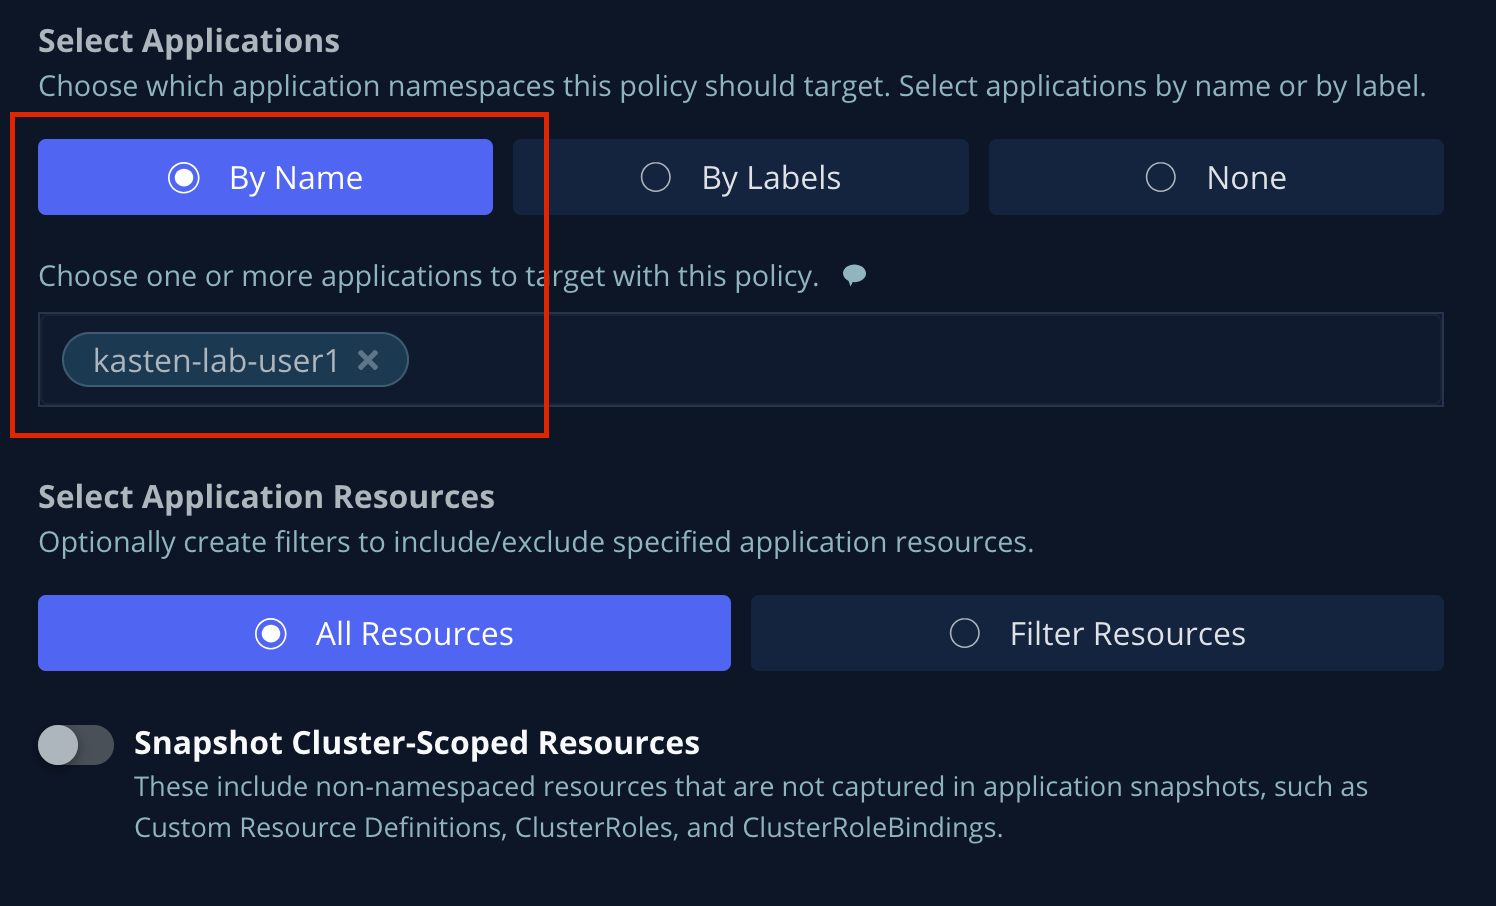 Select Applications
Choose which application namespaces this policy should target. Select applications by name or by label.
By Name
By Labels
None
Choose one or more applications to target with this policy.
kasten-lab-user1
Select Application Resources
Optionally create filters to include/exclude specified application resources.
All Resources
Filter Resources
Snapshot Cluster-Scoped Resources
These include non-namespaced resources that are not captured in application snapshots, such as
Custom Resource Definitions, ClusterRoles, and ClusterRoleBindings.